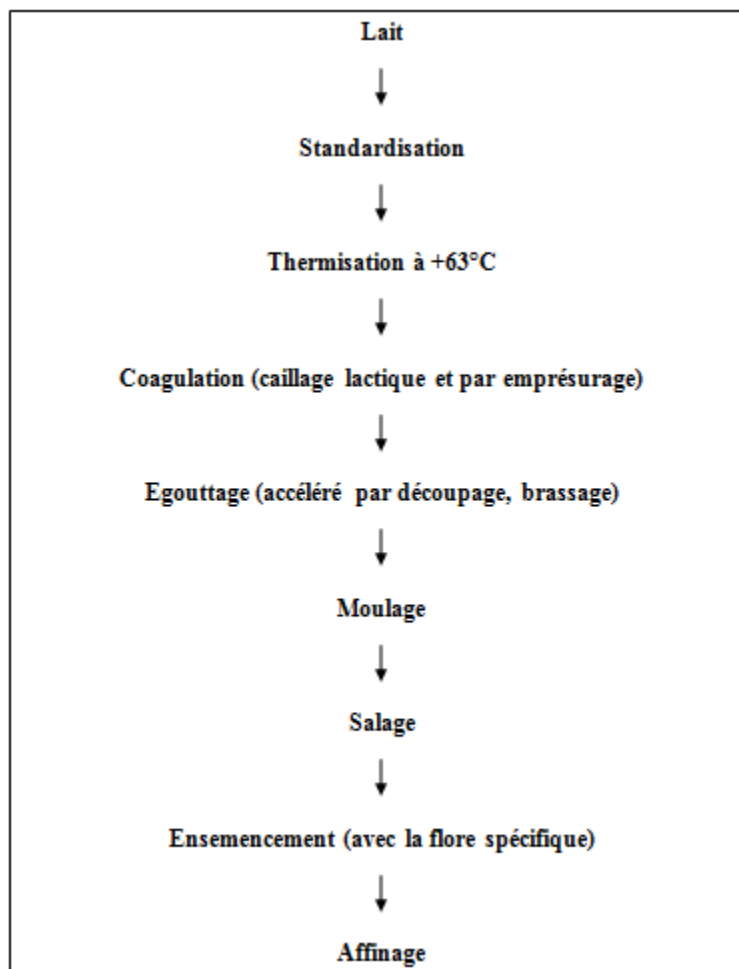 Lait
Standardisation
Thermisation à +63°C
Coagulation (caillage lactique et par emprésurage)
Egouttage (accéléré par découpage, brassage)
Moulage
Salage
Ensemencement (avec la flore spécifique)
Affinage